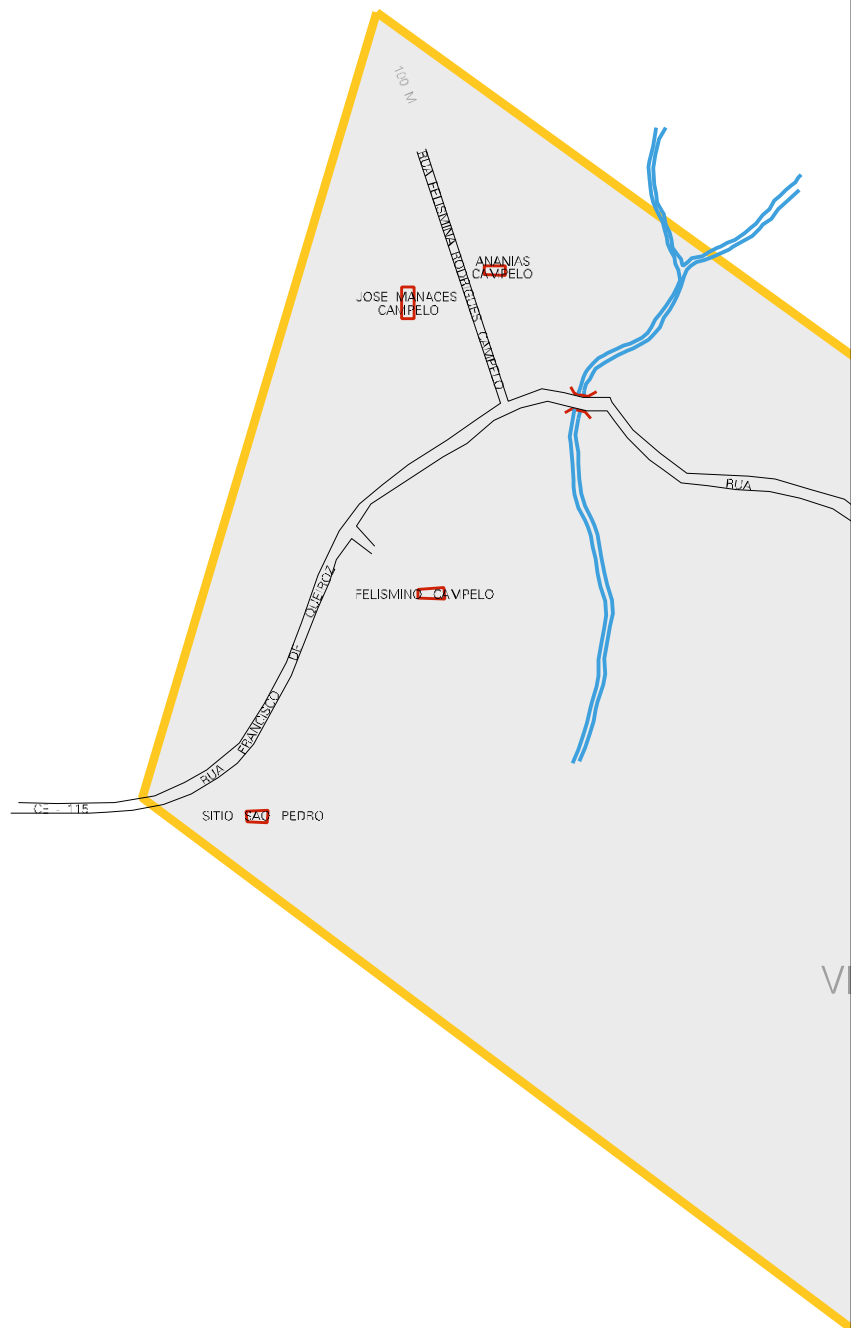 100 M
RUA FELISMINA RODRIGUES CAMPELO
ANANIAS
CAMPELO
JOSE MANACES
CAMPELO
RUA
FELISMINO CAMPELO
RUA FRANCISCO DE QUEIROZ
CE - 115
SITIO SAO PEDRO